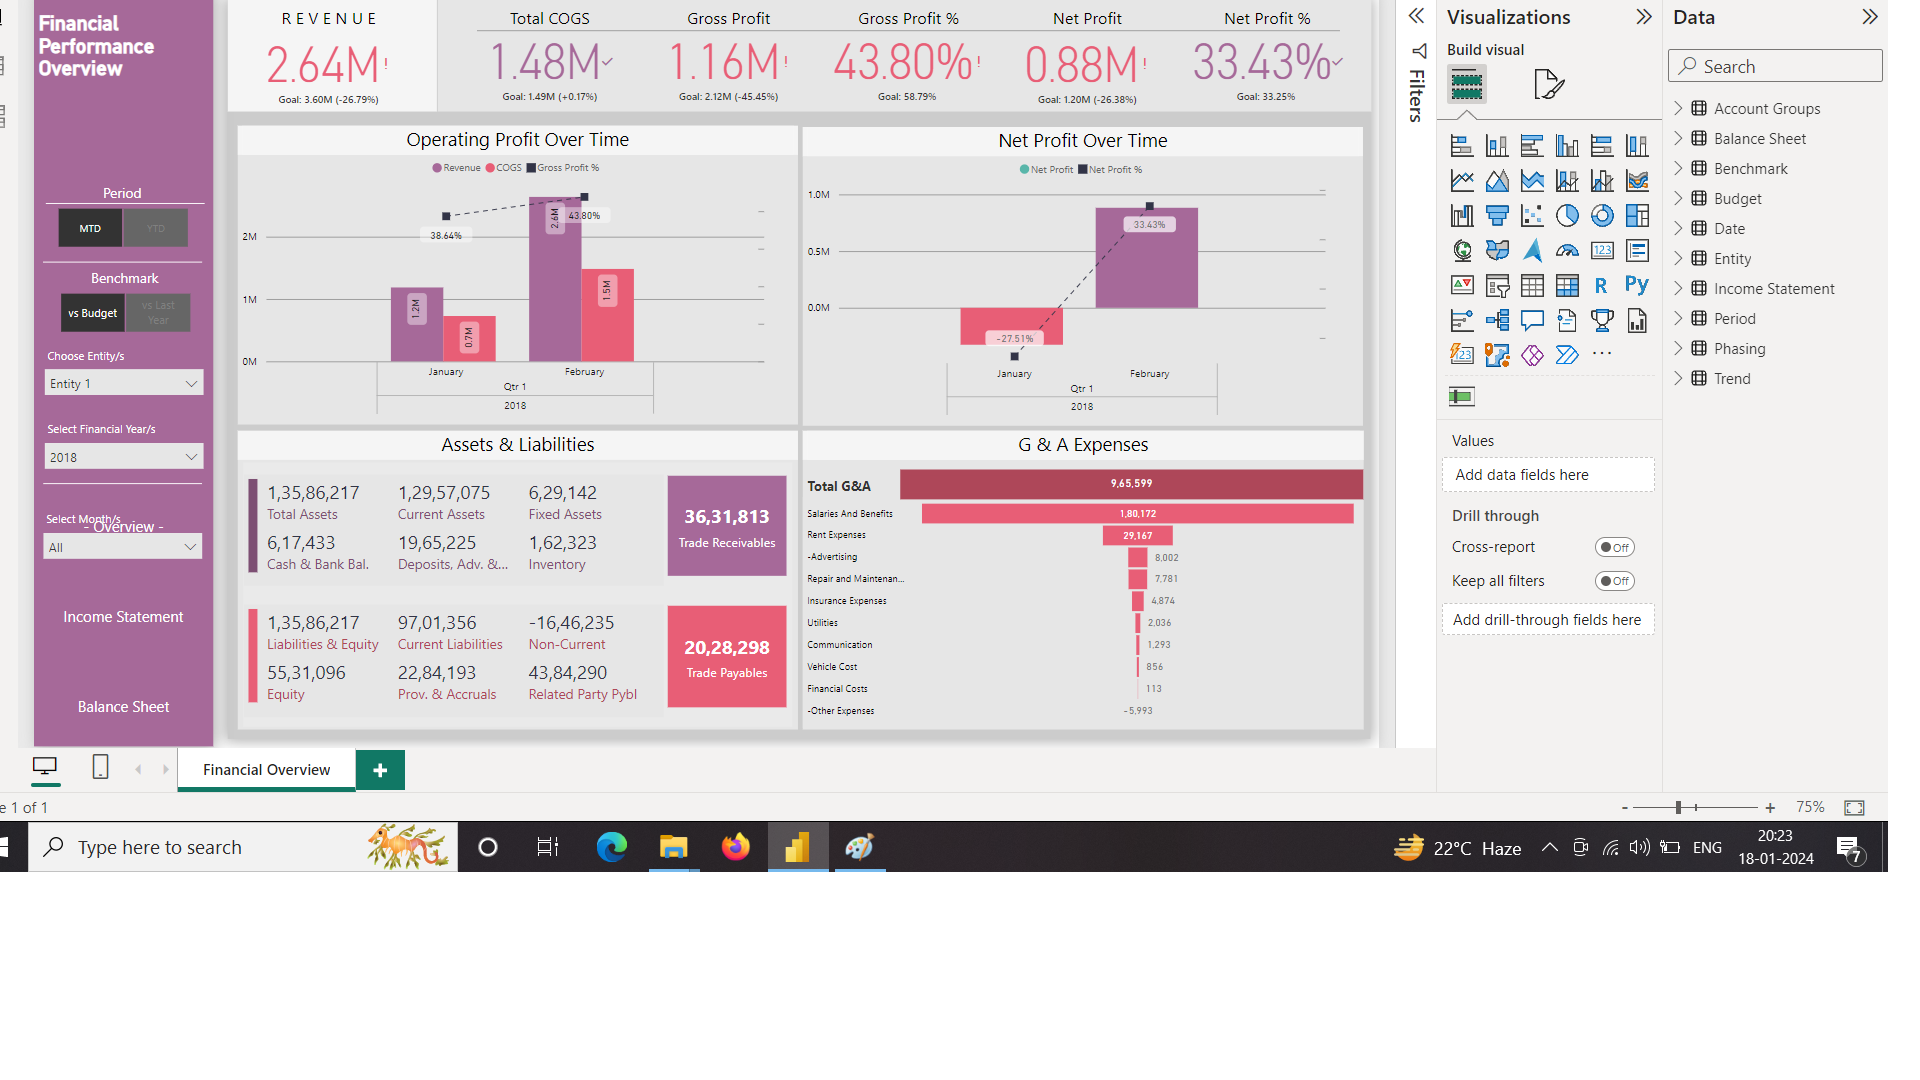 Financial
Performance
Overview
Period
MTD
YTD
Benchmark
vs Budget
vs Last
Year
Choose Entity/s
Entity 1
Select Financial Year/s
2018
Select Month/s
- Overview -
All
Income Statement
Balance Sheet
REVENUE
2.64M!
Goal: 3.60M (-26.79%)
Total COGS
1.48M
Goal: 1.49M (+0.17%)
Gross Profit
1.16M!
Goal: 2.12M (-45.45%)
Gross Profit %
43.80%!
Goal: 58.79%
Net Profit
0.88M!
Goal: 1.20M (-26.38%)
Net Profit %
33.43%
Goal: 33.25%
Operating Profit Over Time
Revenue COGS Gross Profit %
2M
1M
0M
38.64%
43.80%
1.2M
0.7M
2.6M
1.5M
January February
Qtr 1
2018
Net Profit Over Time
Net Profit Net Profit %
1.0M
0.5M
0.0M
33.43%
-27.51%
January February
Qtr 1
2018
Assets & Liabilities
1,35,86,217 1,29,57,075 6,29,142
Total Assets Current Assets Fixed Assets
6,17,433 19,65,225 1,62,323
Cash & Bank Bal. Deposits, Adv. &... Inventory
36,31,813
Trade Receivables
1,35,86,217 97,01,356 -16,46,235
Liabilities & Equity Current Liabilities Non-Current
55,31,096 22,84,193 43,84,290
Equity Prov. & Accruals Related Party Pybl
20,28,298
Trade Payables
G & A Expenses
Total G&A 9,65,599
Salaries And Benefits 1,80,172
Rent Expenses 29,167
-Advertising 8,002
Repair and Maintenan... 7,781
Insurance Expenses 4,874
Utilities 2,036
Communication 1,293
Vehicle Cost 856
Financial Costs 113
-Other Expenses -5,993
Filters
Visualizations
Build visual
123
R
Py
123
...
Values
Add data fields here
Drill through
Cross-report Off
Keep all filters Off
Add drill-through fields here
Data
Search
Account Groups
Balance Sheet
Benchmark
Budget
Date
Entity
Income Statement
Period
Phasing
Trend
Financial Overview
+
e 1 of 1
- + 75%
Type here to search
22°C Haze
ENG
20:23
18-01-2024
7